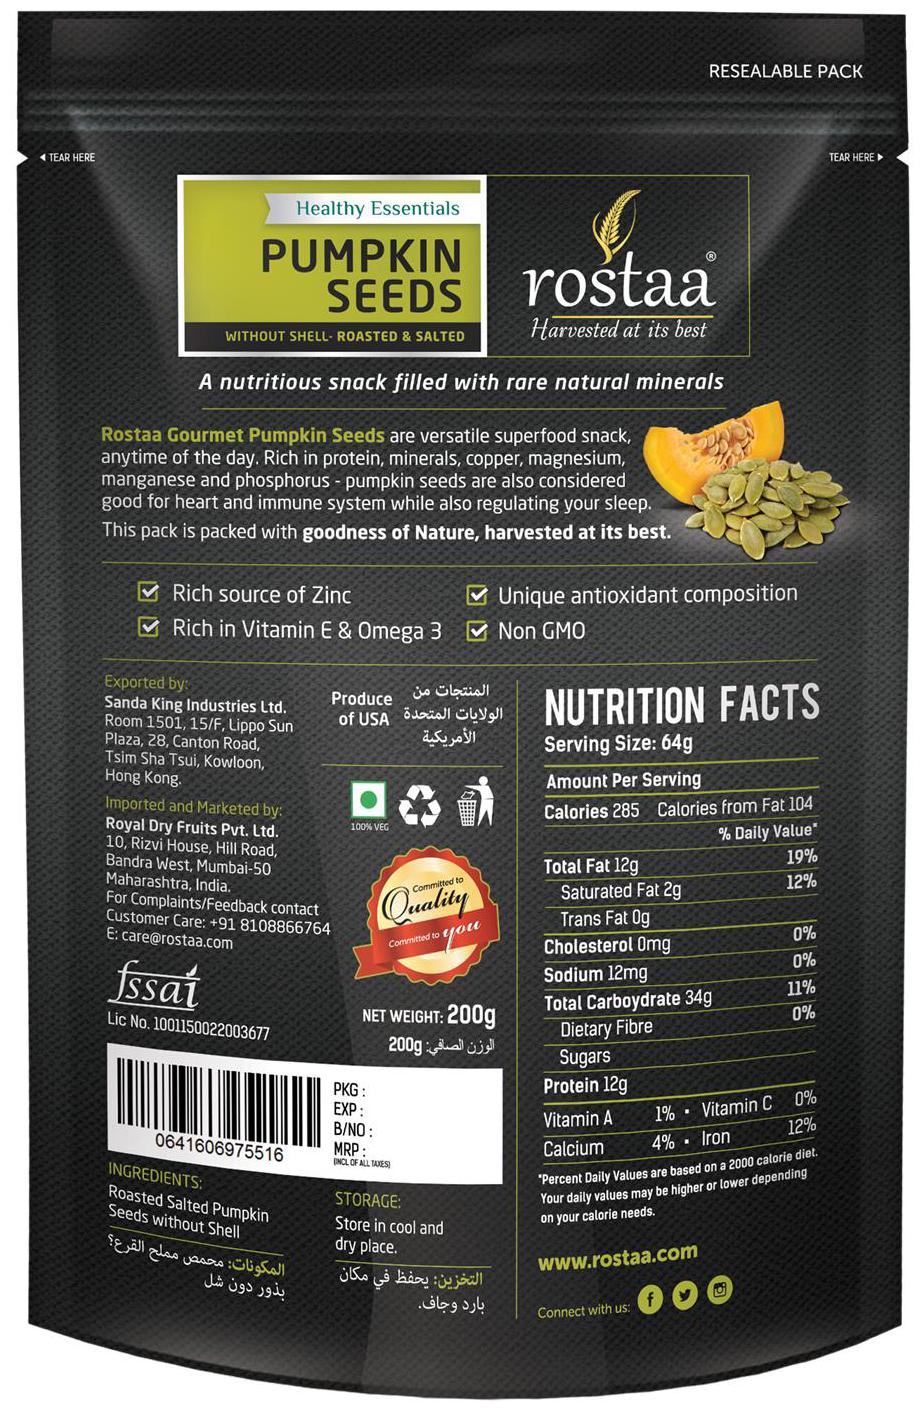 RESEALABLE PACK
TEAR HERE
TEAR HERE
Healthy Essentials
PUMPKIN
SEEDS
WITHOUT SHELL- ROASTED & SALTED
rostaa®
Harvested at its best
A nutritious snack filled with rare natural minerals
Rostaa Gourmet Pumpkin Seeds are versatile superfood snack,
anytime of the day. Rich in protein, minerals, copper, magnesium,
manganese and phosphorus - pumpkin seeds are also considered
good for heart and immune system while also regulating your sleep.
This pack is packed with goodness of Nature, harvested at its best.
Rich source of Zinc
Unique antioxidant composition
Rich in Vitamin E & Omega 3
Non GMO
Exported by:
Sanda King Industries Ltd.
Room 1501, 15/F, Lippo Sun
Plaza, 28, Canton Road,
Tsim Sha Tsui, Kowloon,
Hong Kong.
Imported and Marketed by:
Royal Dry Fruits Pvt. Ltd.
10, Rizvi House, Hill Road,
Bandra West, Mumbai-50
Maharashtra, India.
For Complaints/Feedback contact
Customer Care: +91 8108866764
E: care@rostaa.com
fssai
Lic No. 1001150022003677
Produce
of USA
المنتجات من
الولايات المتحدة
الأمريكية
100% VEG
Committed to
Quality
Committed to you
NET WEIGHT: 200g
الوزن الصافي: 200g
0641606975516
PKG :
EXP :
B/NO :
MRP :
(INCL OF ALL TAXES)
INGREDIENTS:
Roasted Salted Pumpkin
Seeds without Shell
المكونات: محمص مملح القرع؟
بذور دون شل
STORAGE:
Store in cool and
dry place.
التخزين: يحفظ في مكان
بارد وجاف.
NUTRITION FACTS
Serving Size: 64g
Amount Per Serving
Calories 285 Calories from Fat 104
% Daily Value*
Total Fat 12g 19%
Saturated Fat 2g 12%
Trans Fat 0g
Cholesterol 0mg 0%
Sodium 12mg 0%
Total Carboydrate 34g 11%
Dietary Fibre 0%
Sugars
Protein 12g
Vitamin A 1% • Vitamin C 0%
Calcium 4% • Iron 12%
*Percent Daily Values are based on a 2000 calorie diet.
Your daily values may be higher or lower depending
on your calorie needs.
www.rostaa.com
Connect with us: